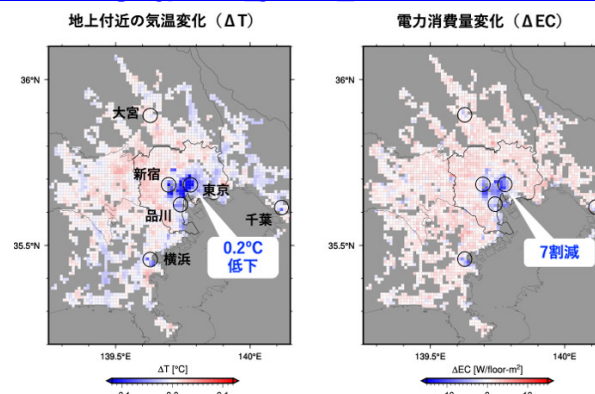 地上付近の気温変化（ΔT）
36°N
大宮
新宿
東京
品川
千葉
0.2°C
低下
35.5°N
横浜
139.5°E
140°E
ΔT [°C]
電力消費量変化（ΔEC）
36°N
7割減
35.5°N
139.5°E
140°E
ΔEC [W/floor-m²]